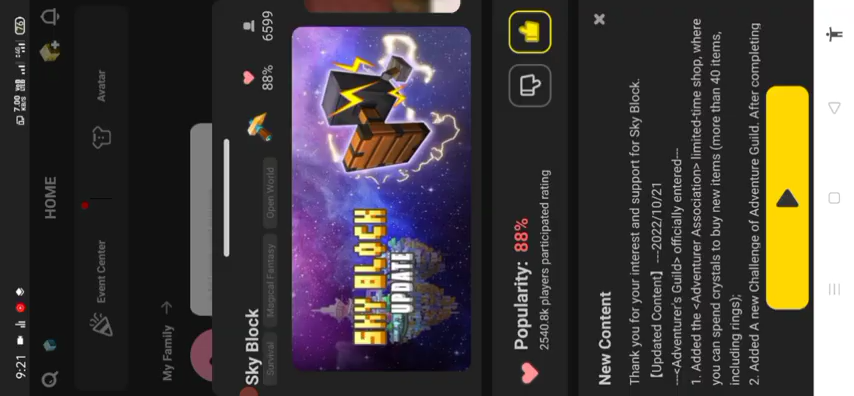 9:21
7.00
KB/S
4G
76
HOME
Event Center
Avatar
My Family →
Sky Block
88%
6599
Survival
Magical Fantasy
Open World
SKY BLOCK
UPDATE
Popularity: 88%
2540.8k players participated rating
New Content
Thank you for your interest and support for Sky Block.
【Updated Content】 ---2022/10/21
---<Adventurer's Guild> officially entered---
1. Added the <Adventurer Association> limited-time shop, where
you can spend crystals to buy new items (more than 40 items,
including rings);
2. Added A new Challenge of Adventure Guild. After completing